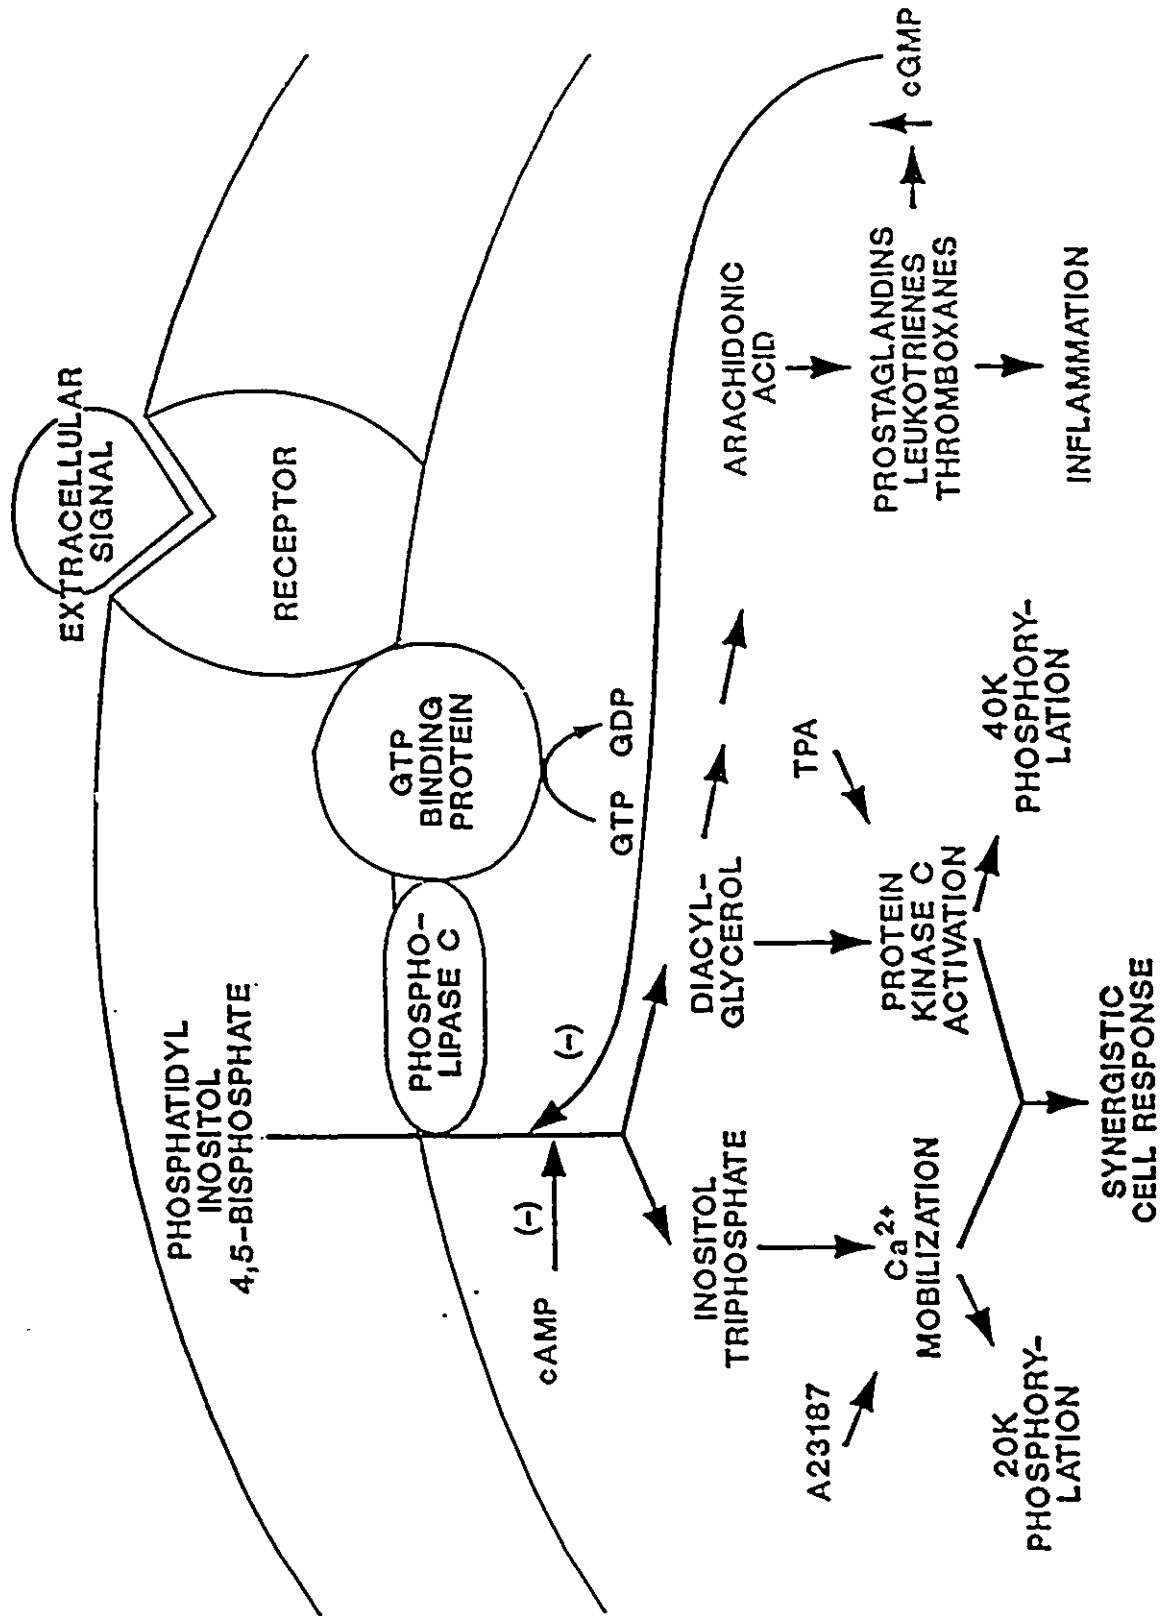 EXTRACELLULAR
SIGNAL
RECEPTOR
PHOSPHATIDYL
INOSITOL
4,5-BISPHOSPHATE
PHOSPHO-
LIPASE C
GTP
BINDING
PROTEIN
GTP
GDP
cAMP
(-)
(-)
INOSITOL
TRIPHOSPHATE
DIACYL-
GLYCEROL
ARACHIDONIC
ACID
A23187
Ca2+
MOBILIZATION
TPA
PROTEIN
KINASE C
ACTIVATION
PROSTAGLANDINS
LEUKOTRIENES
THROMBOXANES
cGMP
20K
PHOSPHORY-
LATION
40K
PHOSPHORY-
LATION
INFLAMMATION
SYNERGISTIC
CELL RESPONSE